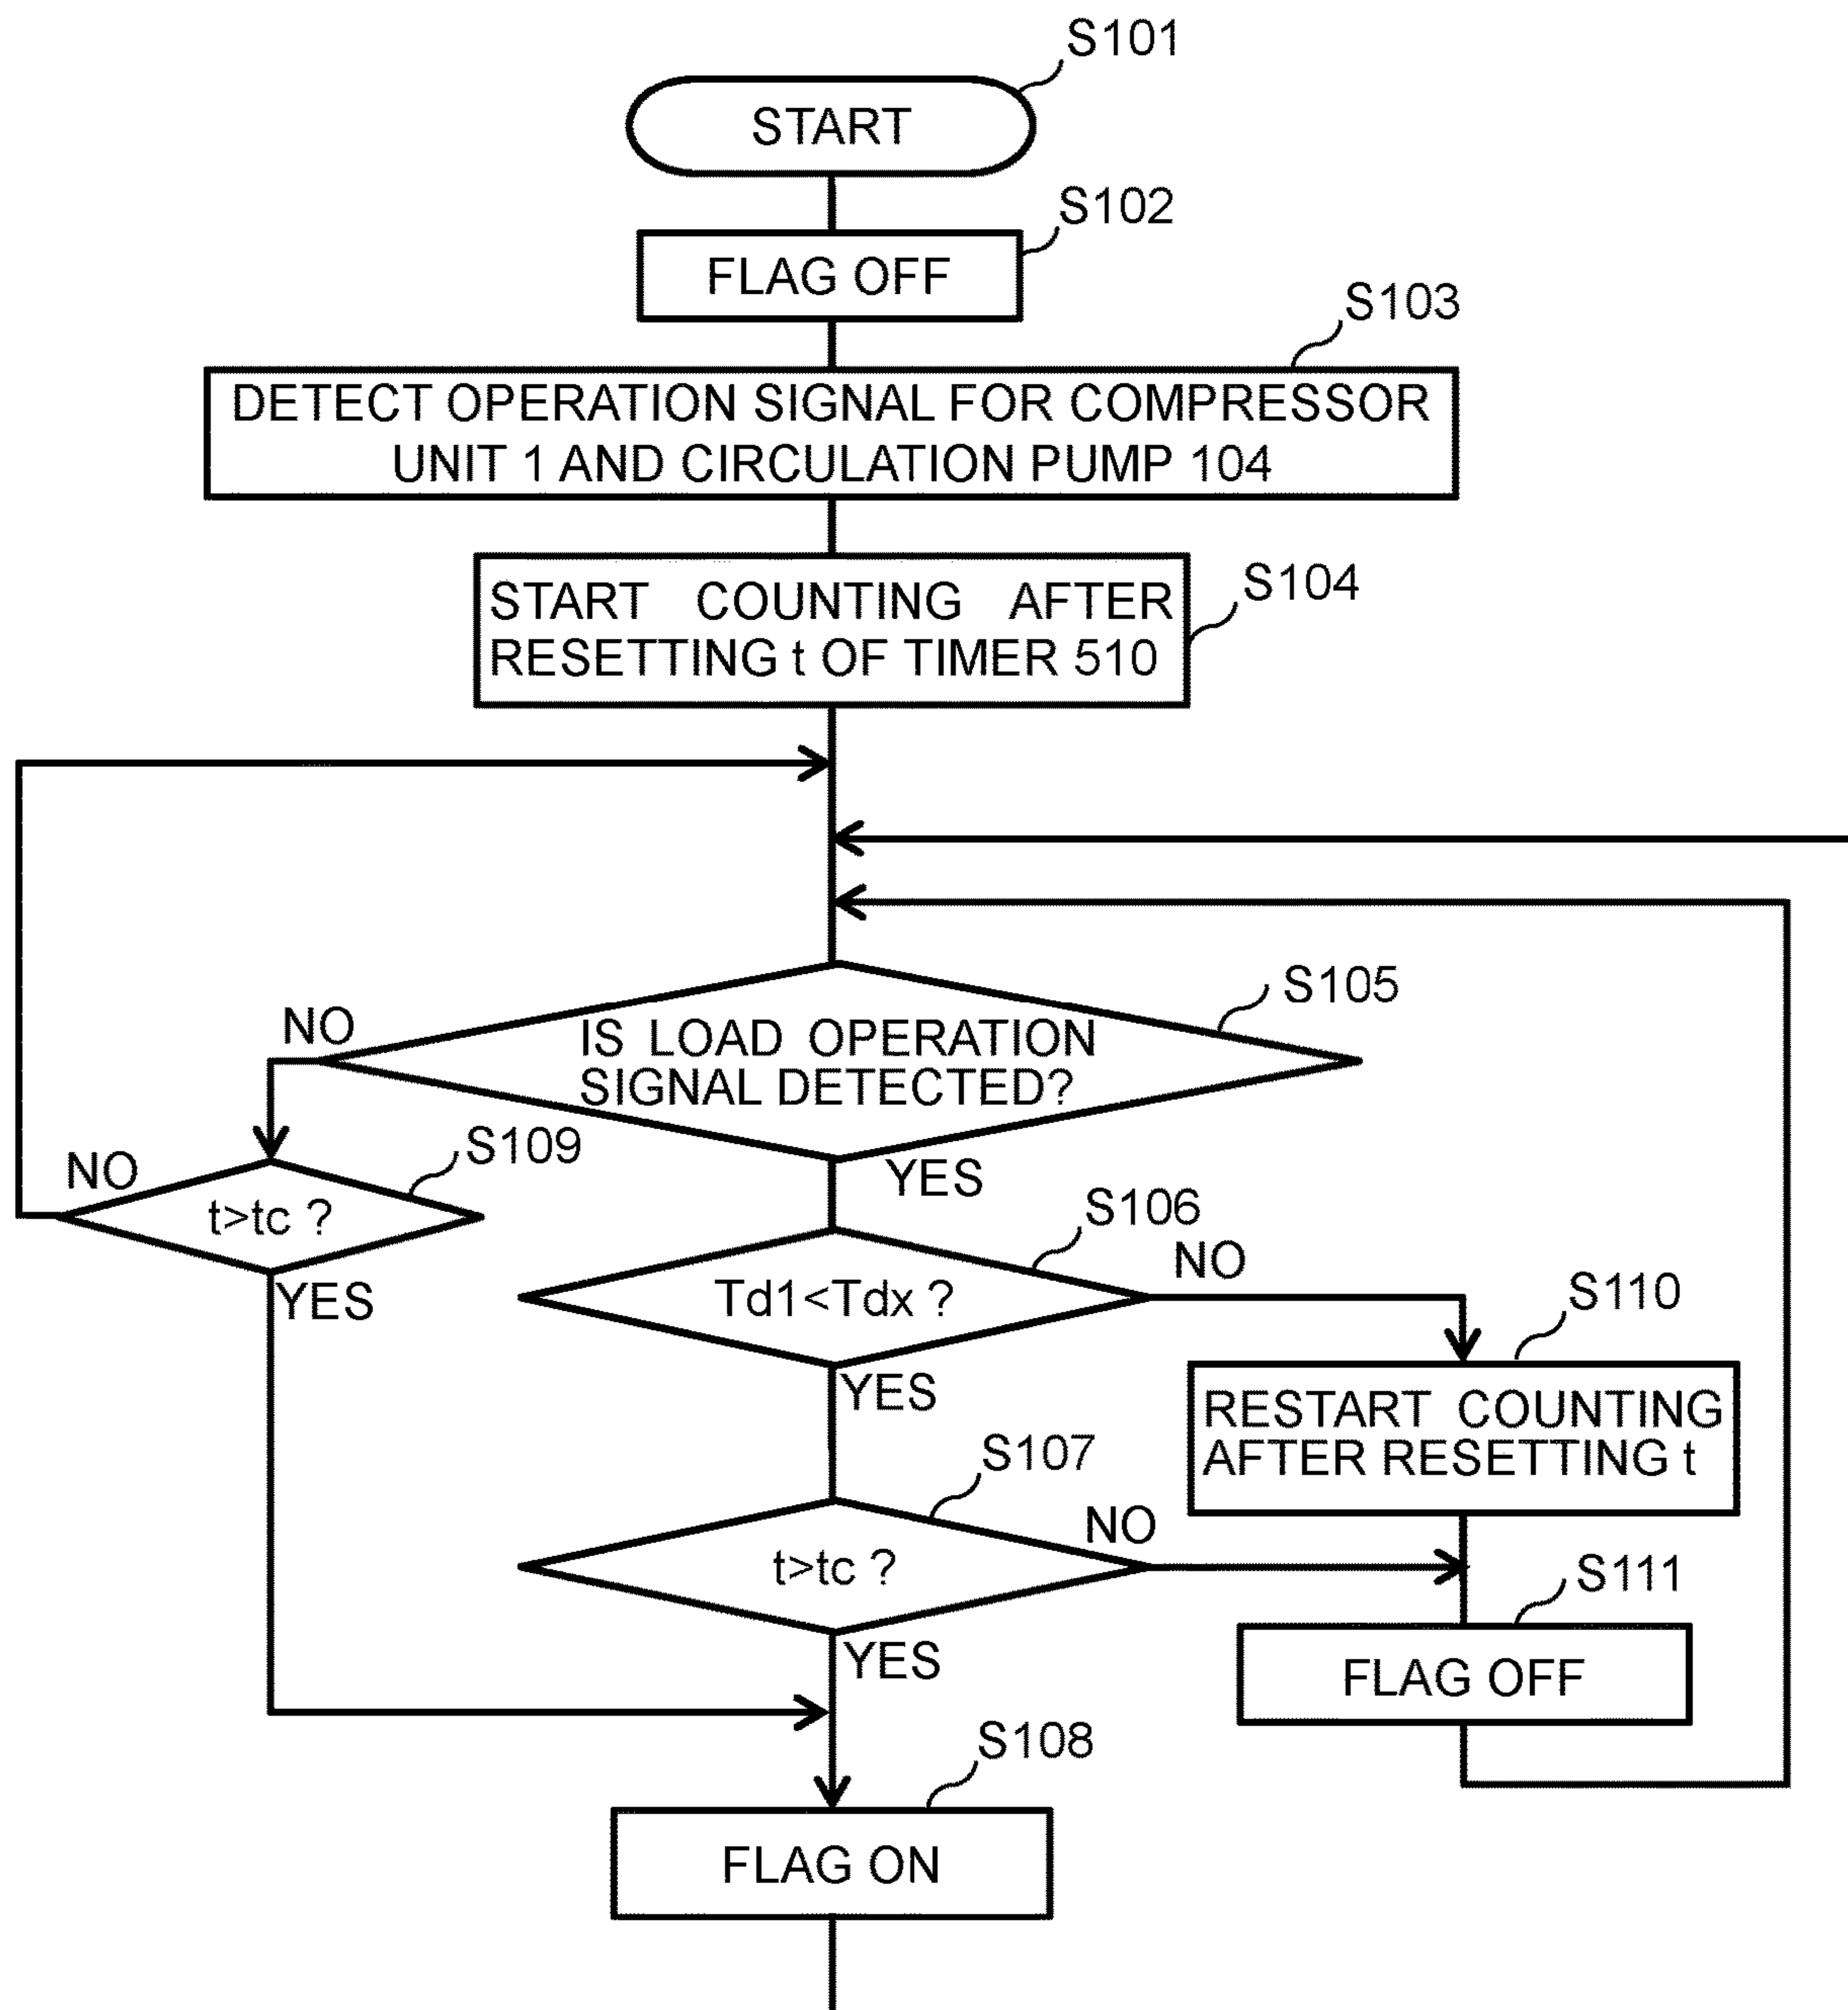 S101
START
S102
FLAG OFF
S103
DETECT OPERATION SIGNAL FOR COMPRESSOR
UNIT 1 AND CIRCULATION PUMP 104
S104
START COUNTING AFTER
RESETTING t OF TIMER 510
S105
NO
IS LOAD OPERATION
SIGNAL DETECTED?
YES
S109
NO
t>tc ?
YES
S106
NO
Td1<Tdx ?
YES
S110
RESTART COUNTING
AFTER RESETTING t
S107
NO
t>tc ?
YES
S111
FLAG OFF
S108
FLAG ON